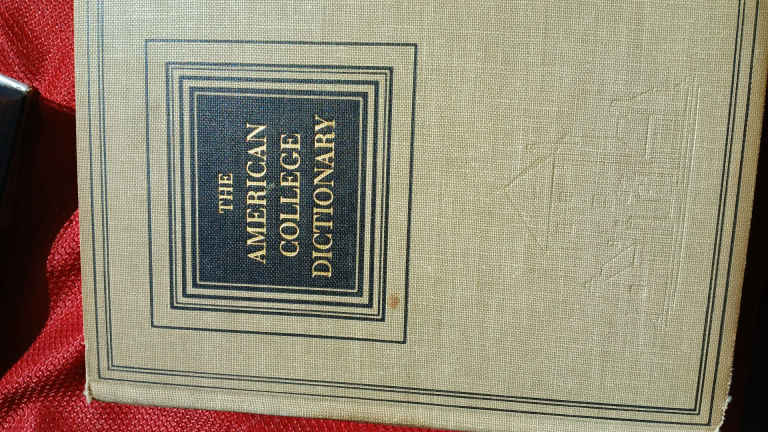 THE
AMERICAN
COLLEGE
DICTIONARY